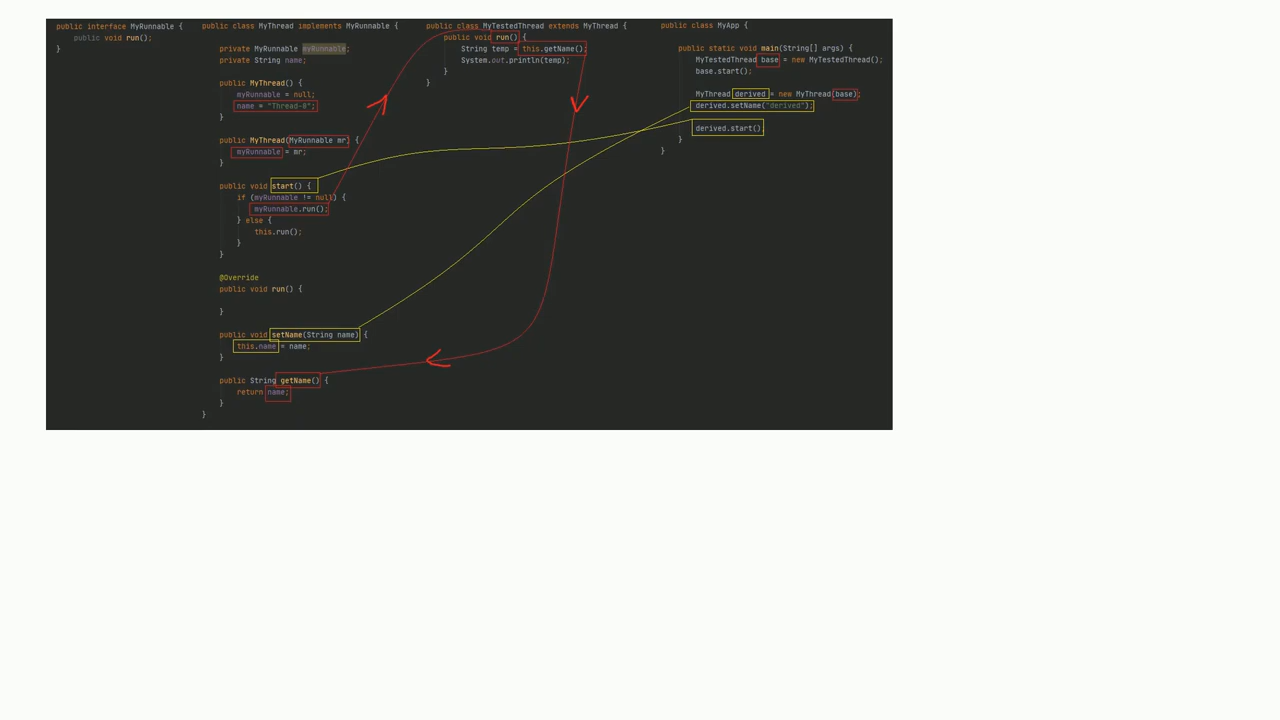 public interface MyRunnable {
public void run();
}
public class MyThread implements MyRunnable {
private MyRunnable myRunnable;
private String name;
public MyThread() {
myRunnable = null;
name = "Thread-0";
}
public MyThread(MyRunnable mr) {
myRunnable = mr;
}
public void start() {
if (myRunnable != null) {
myRunnable.run();
} else {
this.run();
}
}
@Override
public void run() {
}
public void setName(String name) {
this.name = name;
}
public String getName() {
return name;
}
}
public class MyTestedThread extends MyThread {
public void run() {
String temp = this.getName();
System.out.println(temp);
}
}
public class MyApp {
public static void main(String[] args) {
MyTestedThread base = new MyTestedThread();
base.start();
MyThread derived = new MyThread(base);
derived.setName("derived");
derived.start();
}
}